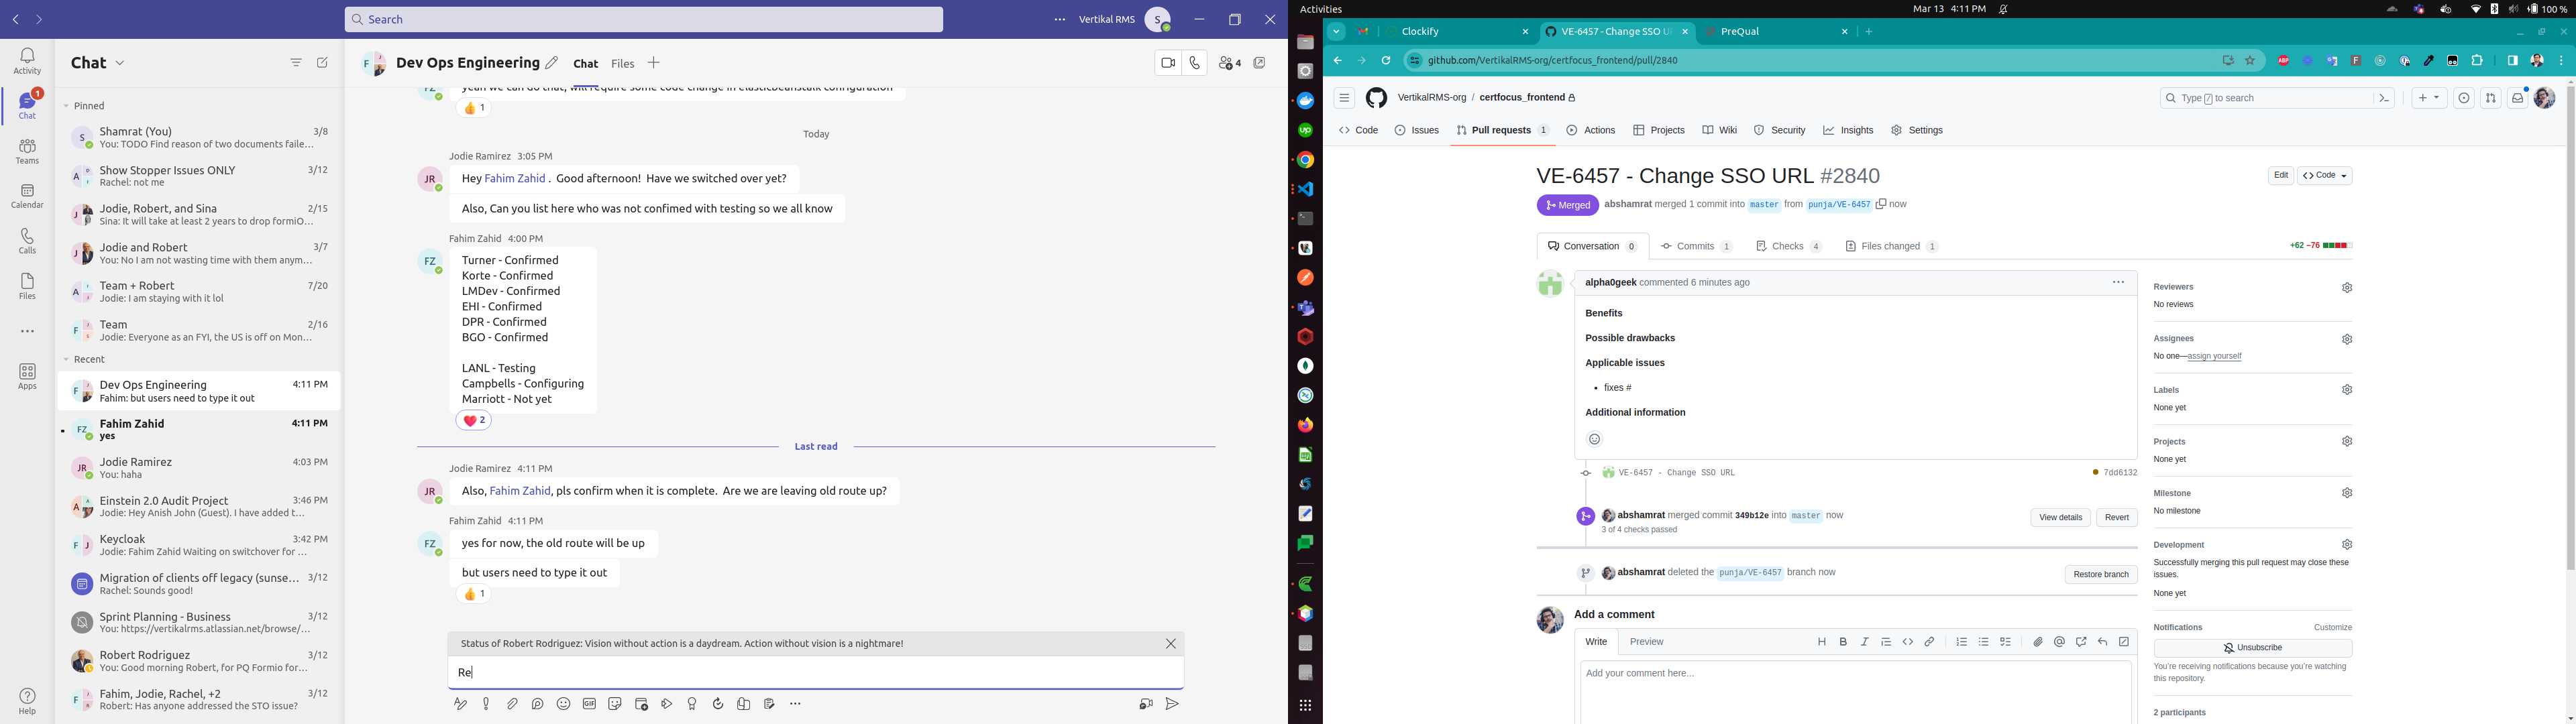 Search
Vertikal RMS
S
Activity
Chat
1
Teams
Calendar
Calls
Files
Apps
Help
Chat
Pinned
Shamrat (You) 3/8
You: TODO Find reason of two documents faile...
Show Stopper Issues ONLY 3/12
Rachel: not me
Jodie, Robert, and Sina 2/15
Sina: It will take at least 2 years to drop formiO...
Jodie and Robert 3/7
You: No I am not wasting time with them anym...
Team + Robert 7/20
Jodie: I am staying with it lol
Team 2/16
Jodie: Everyone as an FYI, the US is off on Mon...
Recent
Dev Ops Engineering 4:11 PM
Fahim: but users need to type it out
Fahim Zahid 4:11 PM
yes
Jodie Ramirez 4:03 PM
You: haha
Einstein 2.0 Audit Project 3:46 PM
Jodie: Hey Anish John (Guest). I have added t...
Keycloak 3:42 PM
Jodie: Fahim Zahid Waiting on switchover for ...
Migration of clients off legacy (sunse... 3/12
Rachel: Sounds good!
Sprint Planning - Business 3/12
You: https://vertikalrms.atlassian.net/browse/...
Robert Rodriguez 3/12
You: Good morning Robert, for PQ Formio for...
Fahim, Jodie, Rachel, +2 3/12
Robert: Has anyone addressed the STO issue?
Dev Ops Engineering Chat Files 4
yeah we can do that, will require some code change in elasticbeanstalk configuration
1
Today
Jodie Ramirez 3:05 PM
JR
Hey Fahim Zahid . Good afternoon! Have we switched over yet?
Also, Can you list here who was not confimed with testing so we all know
Fahim Zahid 4:00 PM
FZ
Turner - Confirmed
Korte - Confirmed
LMDev - Confirmed
EHI - Confirmed
DPR - Confirmed
BGO - Confirmed
LANL - Testing
Campbells - Configuring
Marriott - Not yet
2
Last read
Jodie Ramirez 4:11 PM
JR
Also, Fahim Zahid, pls confirm when it is complete. Are we are leaving old route up?
Fahim Zahid 4:11 PM
FZ
yes for now, the old route will be up
but users need to type it out
1
Status of Robert Rodriguez: Vision without action is a daydream. Action without vision is a nightmare!
Re
Activities
Mar 13 4:11 PM
100 %
Clockify
VE-6457 - Change SSO U
PreQual
github.com/VertikalRMS-org/certfocus_frontend/pull/2840
VertikalRMS-org / certfocus_frontend
Type / to search
Code Issues Pull requests 1 Actions Projects Wiki Security Insights Settings
VE-6457 - Change SSO URL #2840
Edit Code
Merged abshamrat merged 1 commit into master from punja/VE-6457 now
Conversation 0 Commits 1 Checks 4 Files changed 1
+62 −76
alpha0geek commented 6 minutes ago
Benefits
Possible drawbacks
Applicable issues
• fixes #
Additional information
VE-6457 - Change SSO URL 7dd6132
abshamrat merged commit 349b12e into master now
3 of 4 checks passed
View details Revert
abshamrat deleted the punja/VE-6457 branch now
Restore branch
Add a comment
Write Preview
Add your comment here...
Reviewers
No reviews
Assignees
No one—assign yourself
Labels
None yet
Projects
None yet
Milestone
No milestone
Development
Successfully merging this pull request may close these
issues.
None yet
Notifications Customize
Unsubscribe
You're receiving notifications because you're watching
this repository.
2 participants